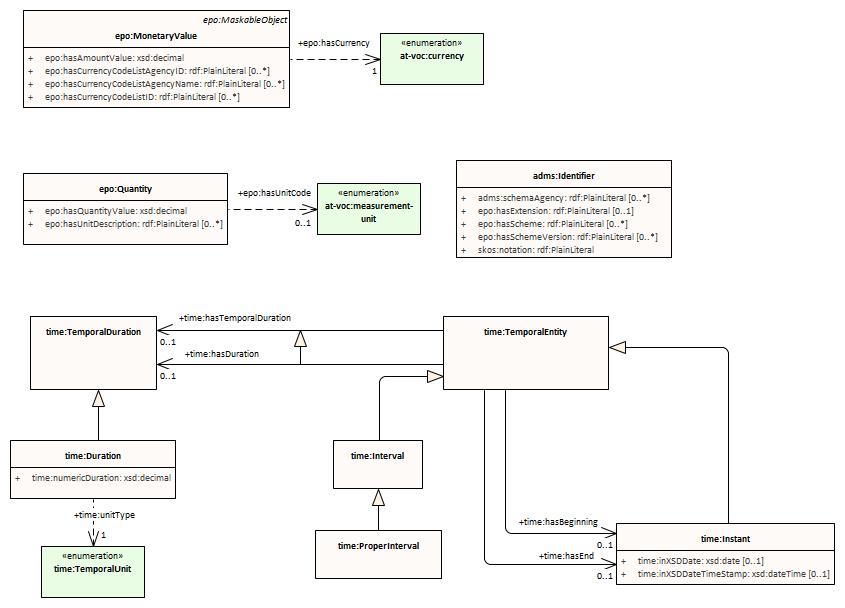 epo:MaskableObject
epo:MonetaryValue
+ epo:hasAmountValue: xsd:decimal
+ epo:hasCurrencyCodeListAgencyID: rdf:PlainLiteral [0..*]
+ epo:hasCurrencyCodeListAgencyName: rdf:PlainLiteral [0..*]
+ epo:hasCurrencyCodeListID: rdf:PlainLiteral [0..*]
+epo:hasCurrency
1
«enumeration»
at-voc:currency
epo:Quantity
+ epo:hasQuantityValue: xsd:decimal
+ epo:hasUnitDescription: rdf:PlainLiteral [0..*]
+epo:hasUnitCode
0..1
«enumeration»
at-voc:measurement-
unit
adms:Identifier
+ adms:schemaAgency: rdf:PlainLiteral [0..*]
+ epo:hasExtension: rdf:PlainLiteral [0..1]
+ epo:hasScheme: rdf:PlainLiteral [0..*]
+ epo:hasSchemeVersion: rdf:PlainLiteral [0..*]
+ skos:notation: rdf:PlainLiteral
time:TemporalDuration
+time:hasTemporalDuration
0..1
+time:hasDuration
0..1
time:TemporalEntity
time:Duration
+ time:numericDuration: xsd:decimal
+time:unitType
1
«enumeration»
time:TemporalUnit
time:Interval
time:ProperInterval
+time:hasBeginning
0..1
+time:hasEnd
0..1
time:Instant
+ time:inXSDDate: xsd:date [0..1]
+ time:inXSDDateTimeStamp: xsd:dateTime [0..1]